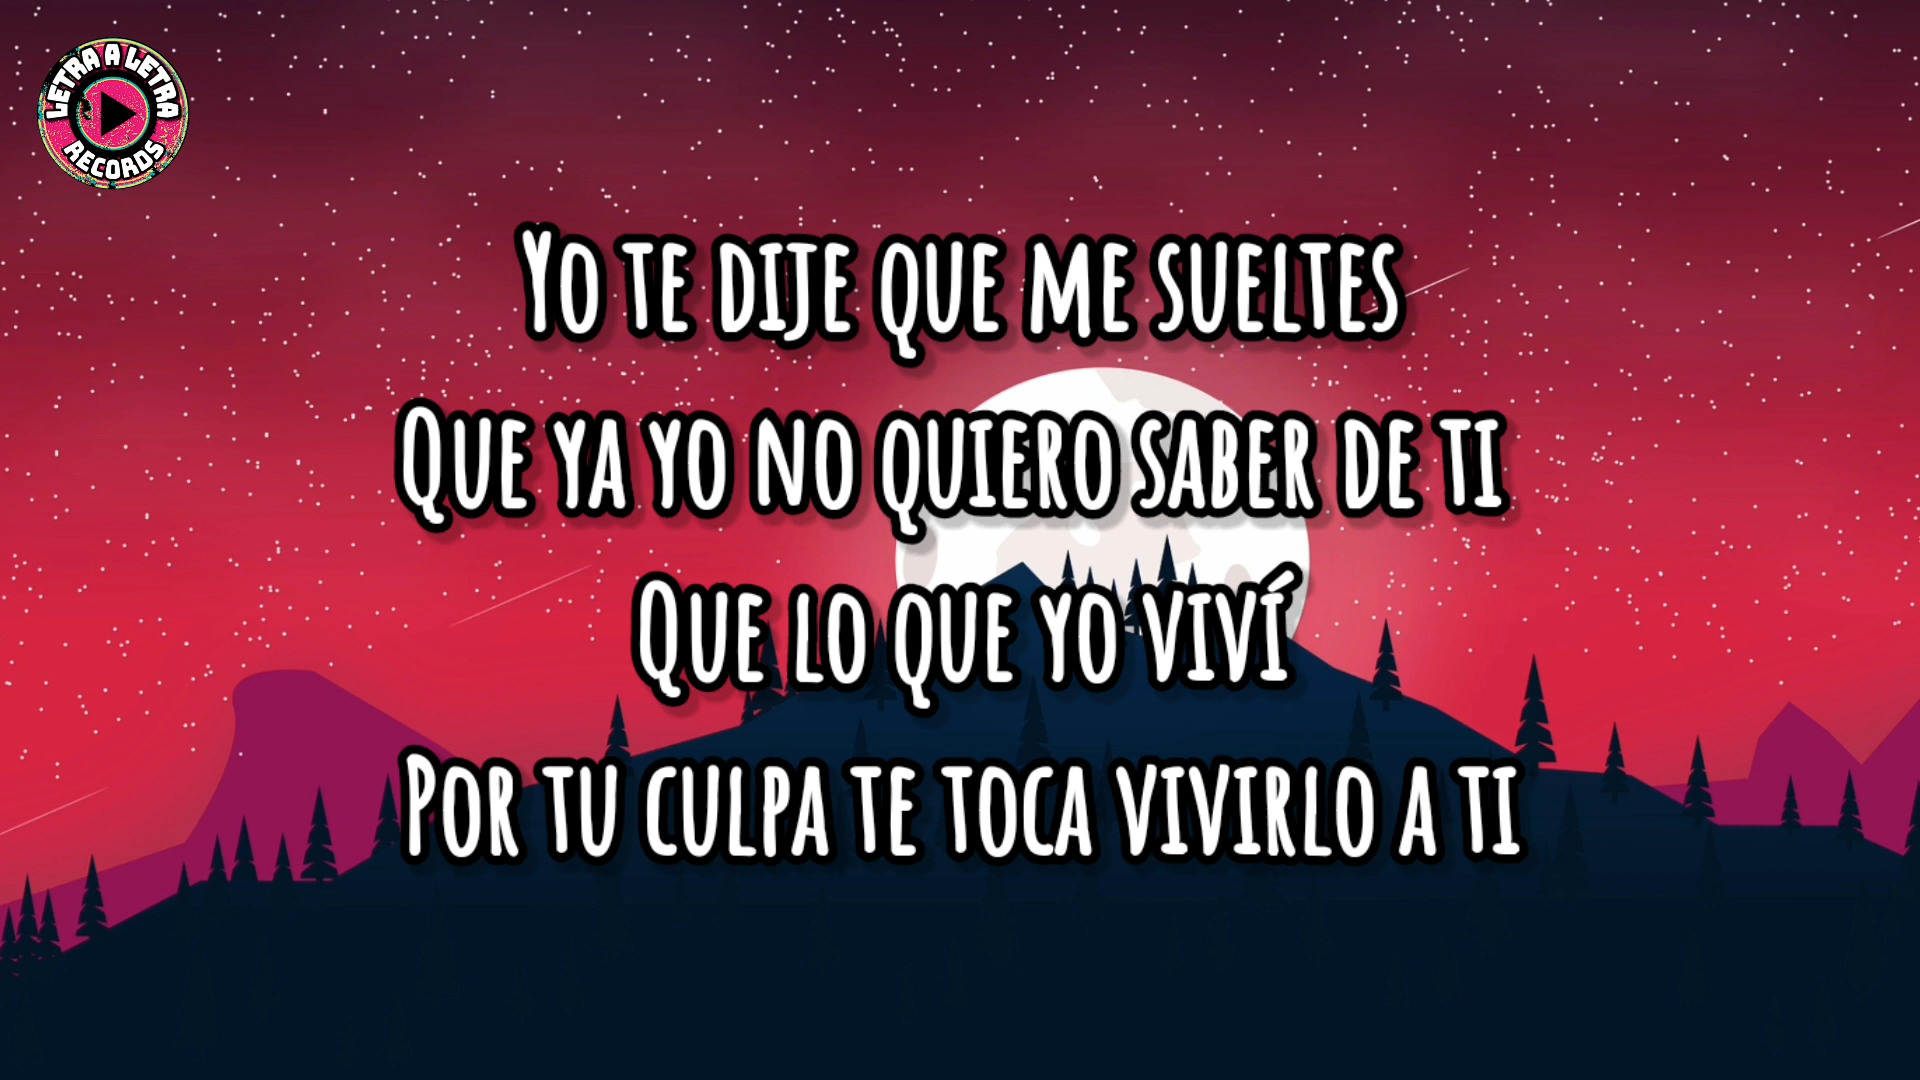 LETRA A LETRA
RECORDS
Yo te dije que me sueltes
Que ya yo no quiero saber de ti
Que lo que yo viví
Por tu culpa te toca vivirlo a ti